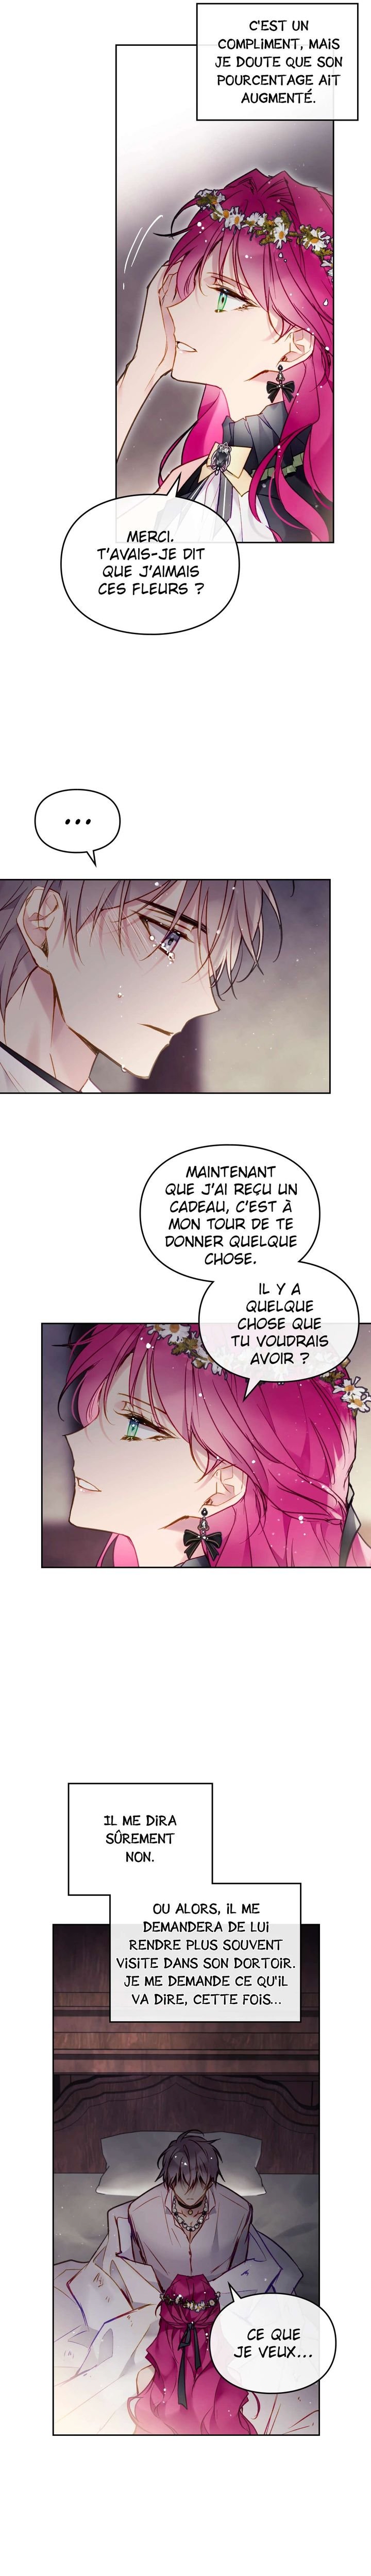 C'EST UN
COMPLIMENT, MAIS
JE DOUTE QUE SON
POURCENTAGE AIT
AUGMENTÉ.
MERCI.
T'AVAIS-JE DIT
QUE J'AIMAIS
CES FLEURS ?
...
MAINTENANT
QUE J'AI REÇU UN
CADEAU, C'EST À
MON TOUR DE TE
DONNER QUELQUE
CHOSE.
IL Y A
QUELQUE
CHOSE QUE
TU VOUDRAIS
AVOIR ?
IL ME DIRA
SÛREMENT
NON.
OU ALORS, IL ME
DEMANDERA DE LUI
RENDRE PLUS SOUVENT
VISITE DANS SON DORTOIR.
JE ME DEMANDE CE QU'IL
VA DIRE, CETTE FOIS...
CE QUE
JE VEUX...